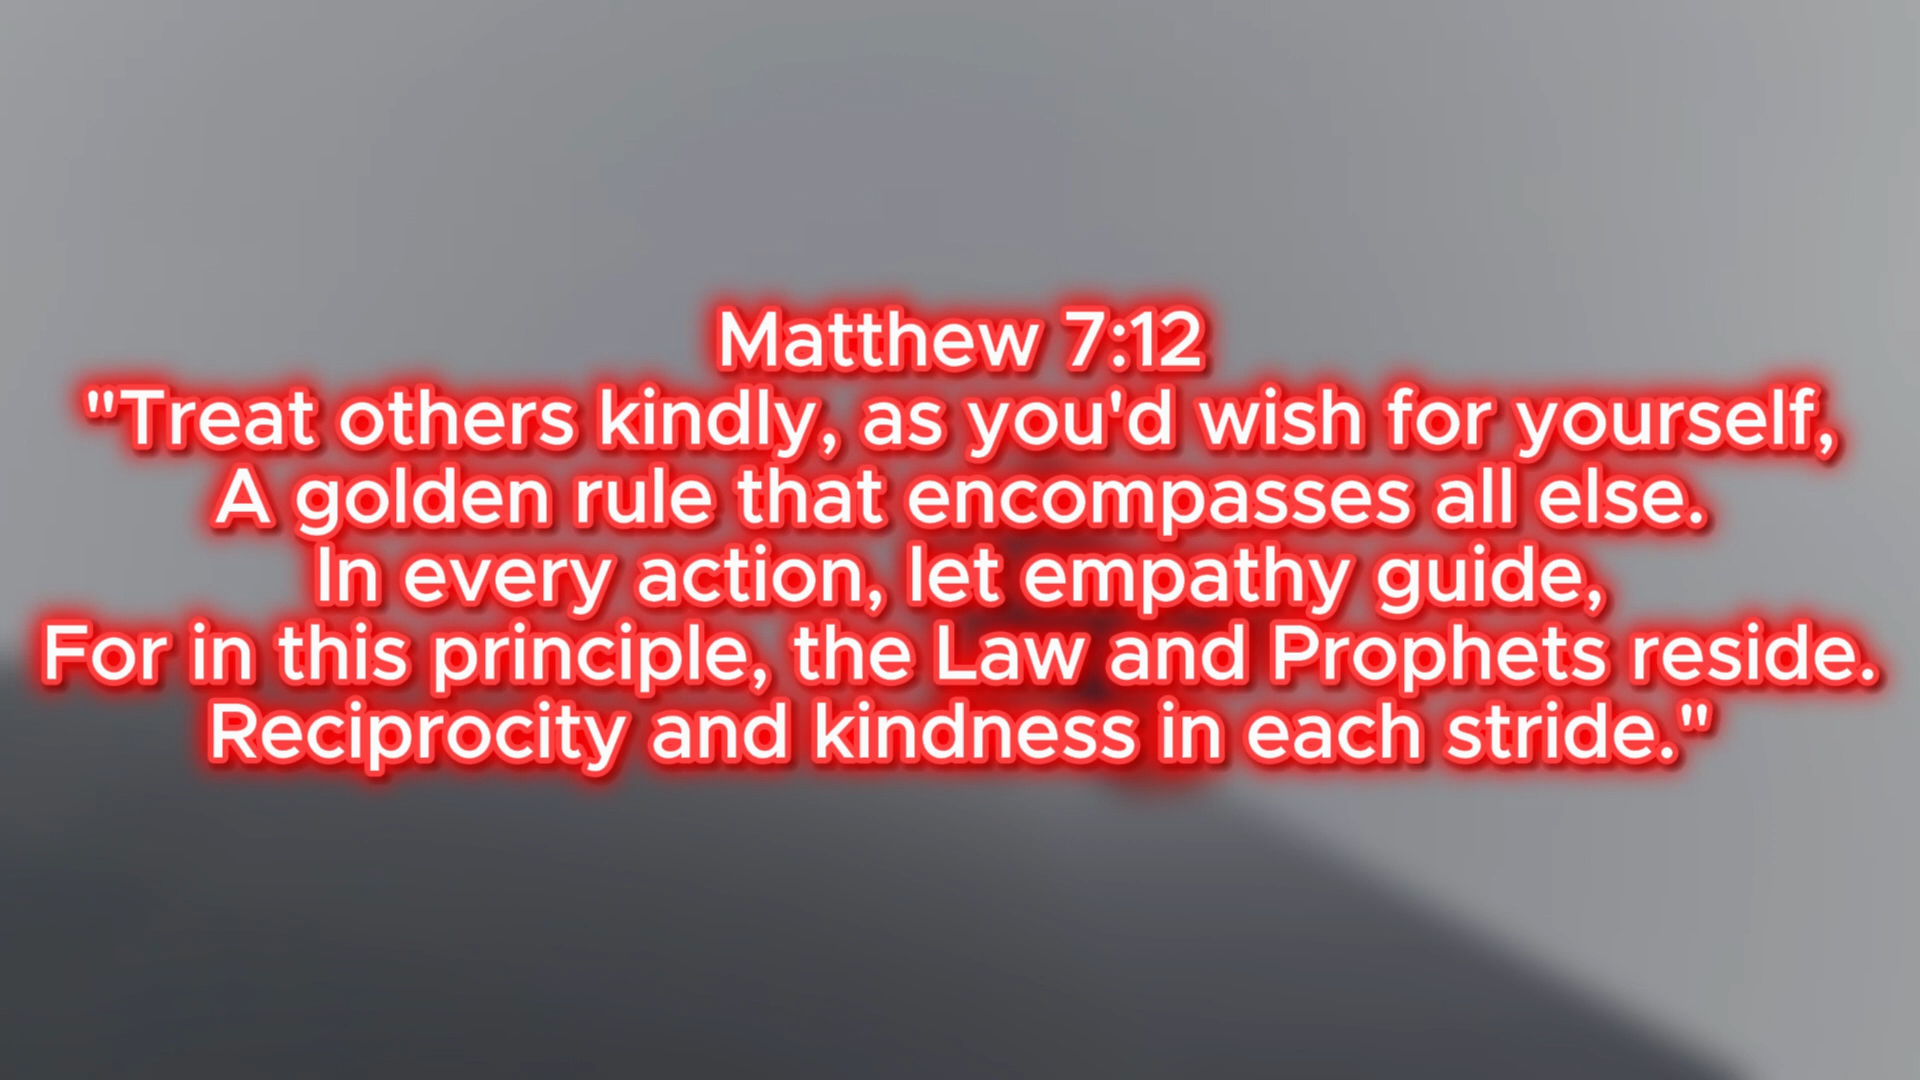 Matthew 7:12
"Treat others kindly, as you'd wish for yourself,
A golden rule that encompasses all else.
In every action, let empathy guide,
For in this principle, the Law and Prophets reside.
Reciprocity and kindness in each stride."